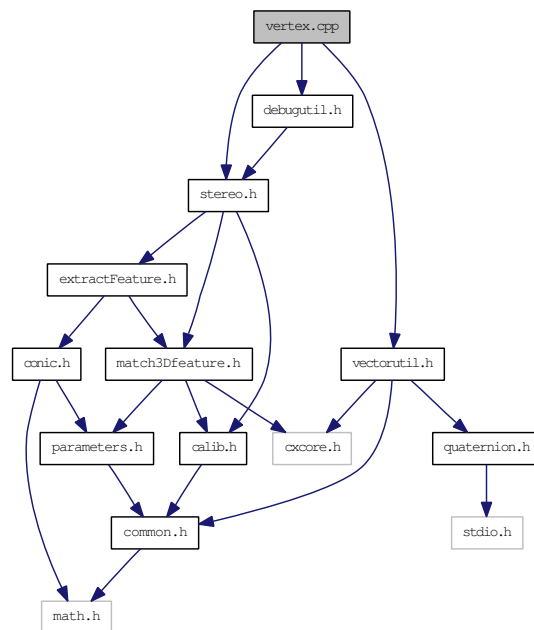 vertex.cpp
debugutil.h
stereo.h
extractFeature.h
conic.h
match3Dfeature.h
vectorutil.h
parameters.h
calib.h
cxcore.h
quaternion.h
common.h
stdio.h
math.h